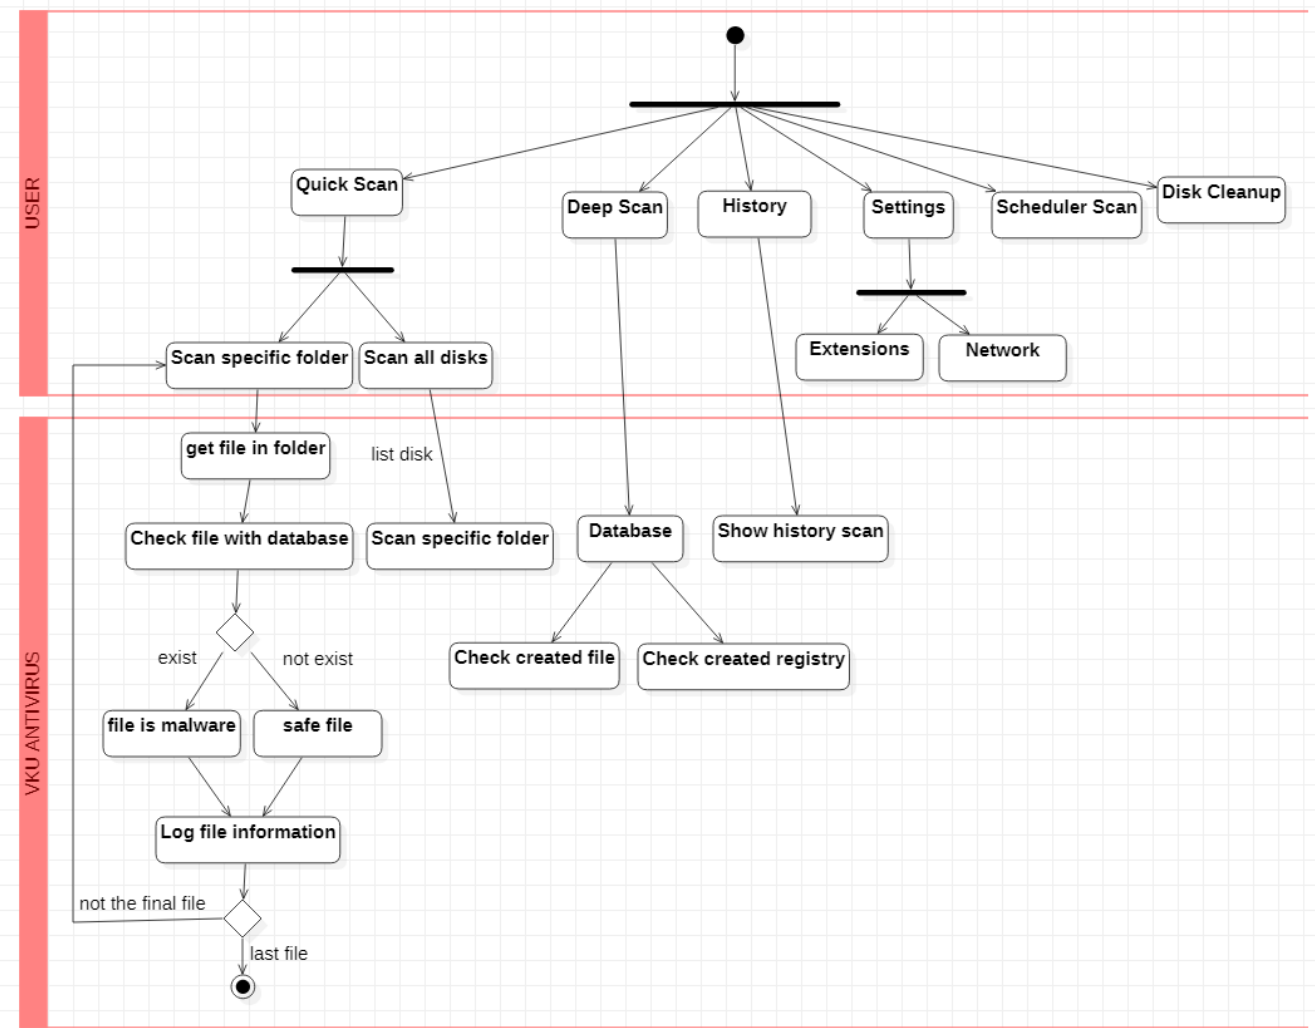 USER
Quick Scan
Deep Scan
History
Settings
Scheduler Scan
Disk Cleanup
Scan specific folder
Scan all disks
Extensions
Network
VKU ANTIVIRUS
get file in folder
list disk
Check file with database
Scan specific folder
Database
Show history scan
exist
not exist
Check created file
Check created registry
file is malware
safe file
Log file information
not the final file
last file